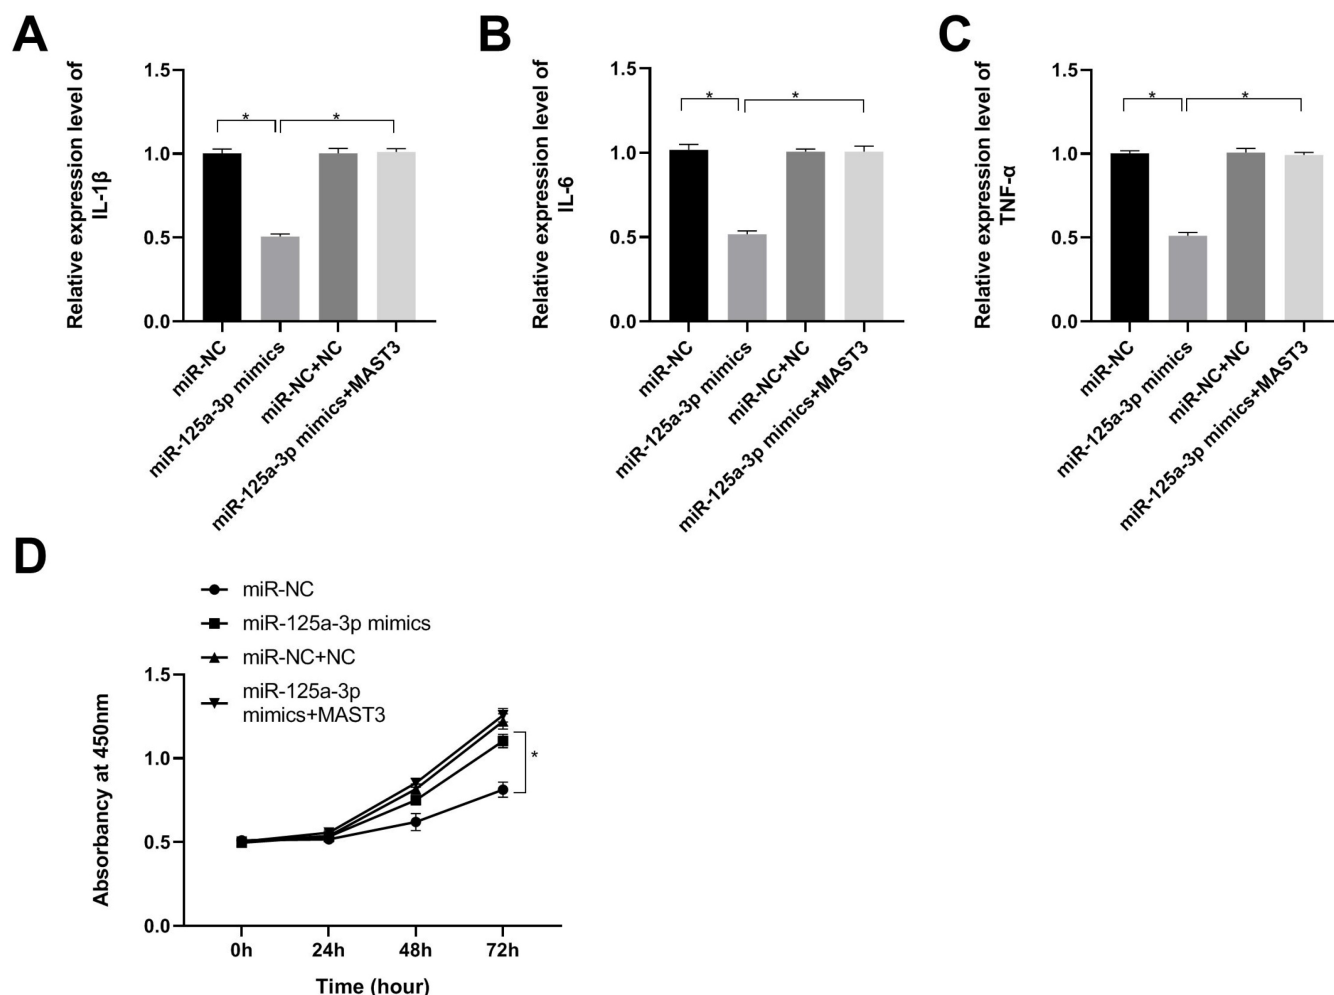 A
Relative expression level of
IL-1β
1.5
1.0
0.5
0.0
*
*
miR-NC
miR-125a-3p mimics
miR-NC+NC
miR-125a-3p mimics+MAST3
B
Relative expression level of
IL-6
1.5
1.0
0.5
0.0
*
*
miR-NC
miR-125a-3p mimics
miR-NC+NC
miR-125a-3p mimics+MAST3
C
Relative expression level of
TNF-α
1.5
1.0
0.5
0.0
*
*
miR-NC
miR-125a-3p mimics
miR-NC+NC
miR-125a-3p mimics+MAST3
D
miR-NC
miR-125a-3p mimics
miR-NC+NC
miR-125a-3p
mimics+MAST3
Absorbancy at 450nm
1.5
1.0
0.5
0.0
*
0h
24h
48h
72h
Time (hour)